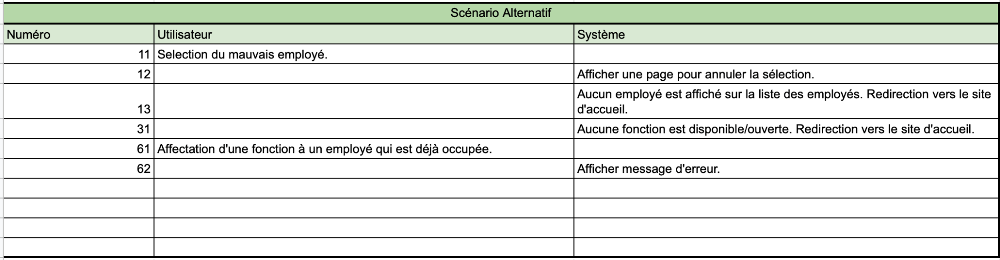 Scénario Alternatif
Numéro Utilisateur Système
11 Selection du mauvais employé.
12 Afficher une page pour annuler la sélection.
Aucun employé est affiché sur la liste des employés. Redirection vers le site
13 d'accueil.
31 Aucune fonction est disponible/ouverte. Redirection vers le site d'accueil.
61 Affectation d'une fonction à un employé qui est déjà occupée.
62 Afficher message d'erreur.